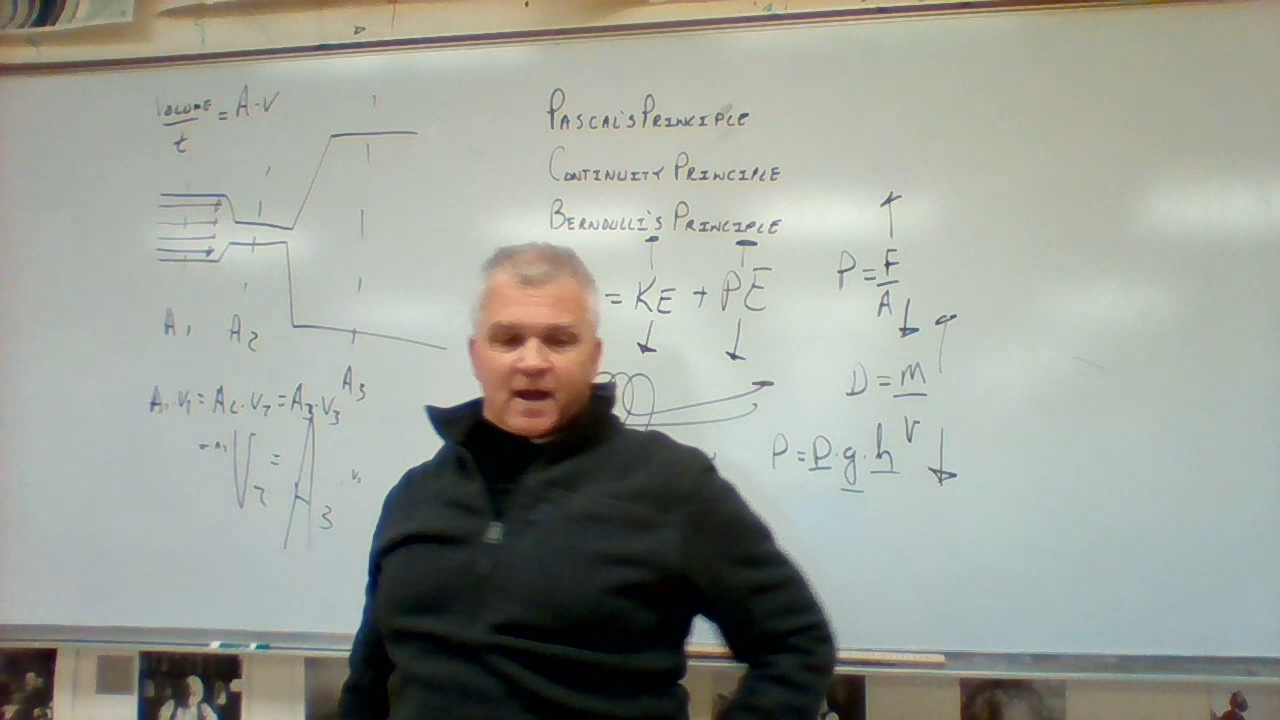 VOLUME/t = A·V
A₁ A₂
A₃
A₁·V₁ = A₂·V₂ = A₃·V₃
V₂ = A₃
PASCAL'S PRINCIPLE
CONTINUITY PRINCIPLE
BERNOULLI'S PRINCIPLE
= KE + PE
P = F/A
D = m/V
P = P·g·h